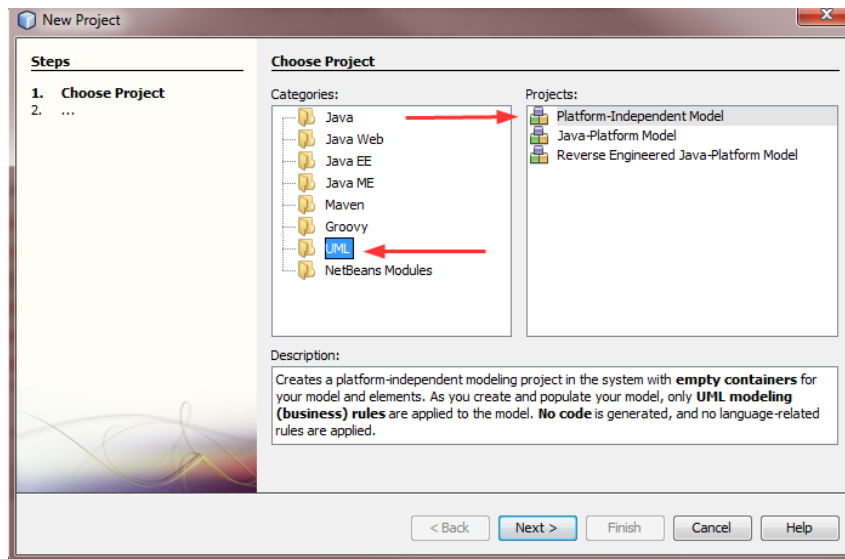 New Project
Steps
1. Choose Project
2. ...
Choose Project
Categories:
Java
Java Web
Java EE
Java ME
Maven
Groovy
UML
NetBeans Modules
Projects:
Platform-Independent Model
Java-Platform Model
Reverse Engineered Java-Platform Model
Description:
Creates a platform-independent modeling project in the system with empty containers for
your model and elements. As you create and populate your model, only UML modeling
(business) rules are applied to the model. No code is generated, and no language-related
rules are applied.
< Back
Next >
Finish
Cancel
Help